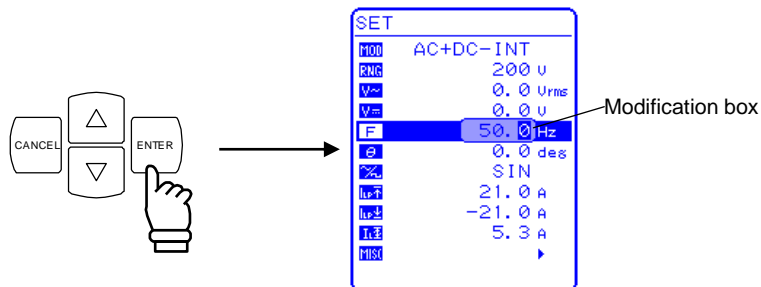 SET
MOD AC+DC-INT
RNG 200 V
V~ 0.0 Vrms
V⎓ 0.0 V
F 50.0 Hz
θ 0.0 deg
SIN
21.0 A
-21.0 A
5.3 A
MISC ▶
CANCEL
△
▽
ENTER
Modification box